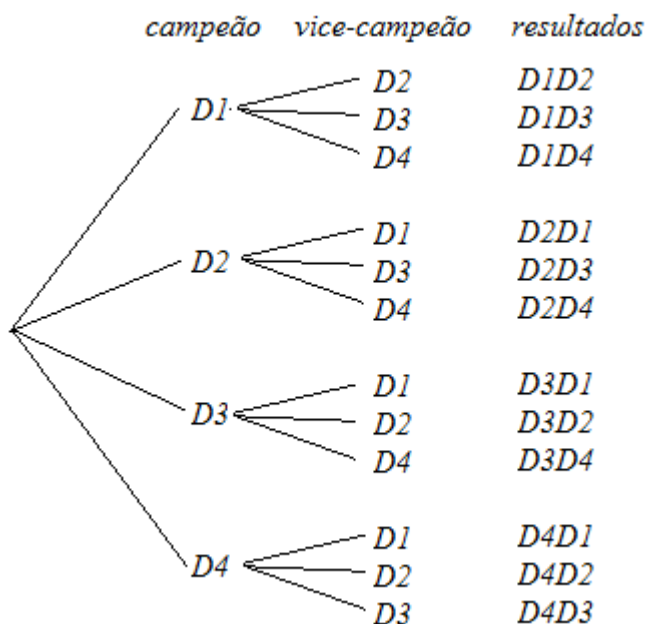 campeão vice-campeão resultados
D2 D1D2
D1 D3 D1D3
D4 D1D4
D1 D2D1
D2 D3 D2D3
D4 D2D4
D1 D3D1
D3 D2 D3D2
D4 D3D4
D1 D4D1
D4 D2 D4D2
D3 D4D3